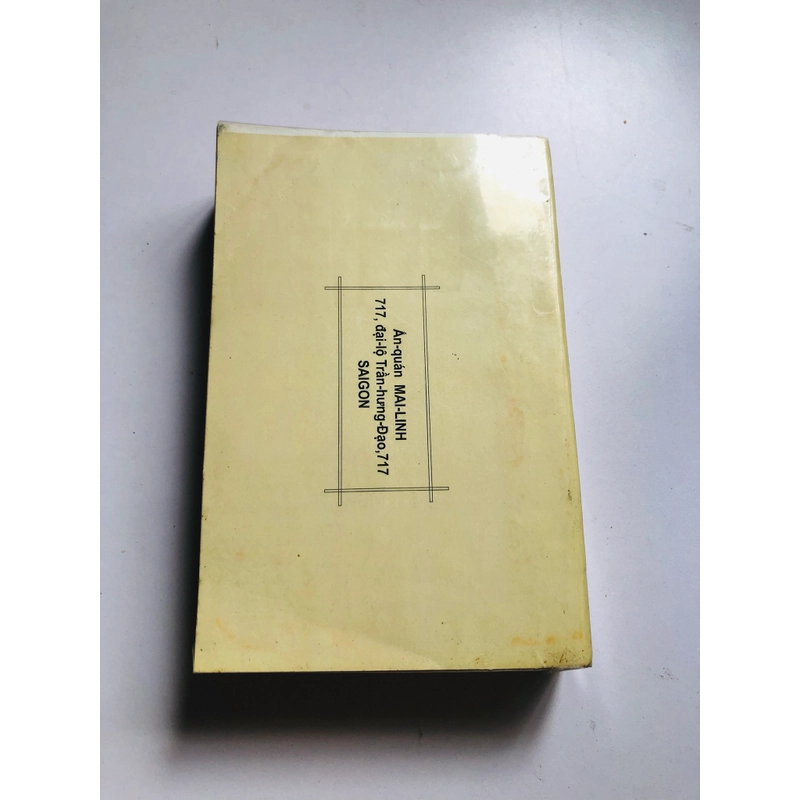 Ấn-quán MAI-LINH
717, đại-lộ Trần-hưng-Đạo,717
SAIGON